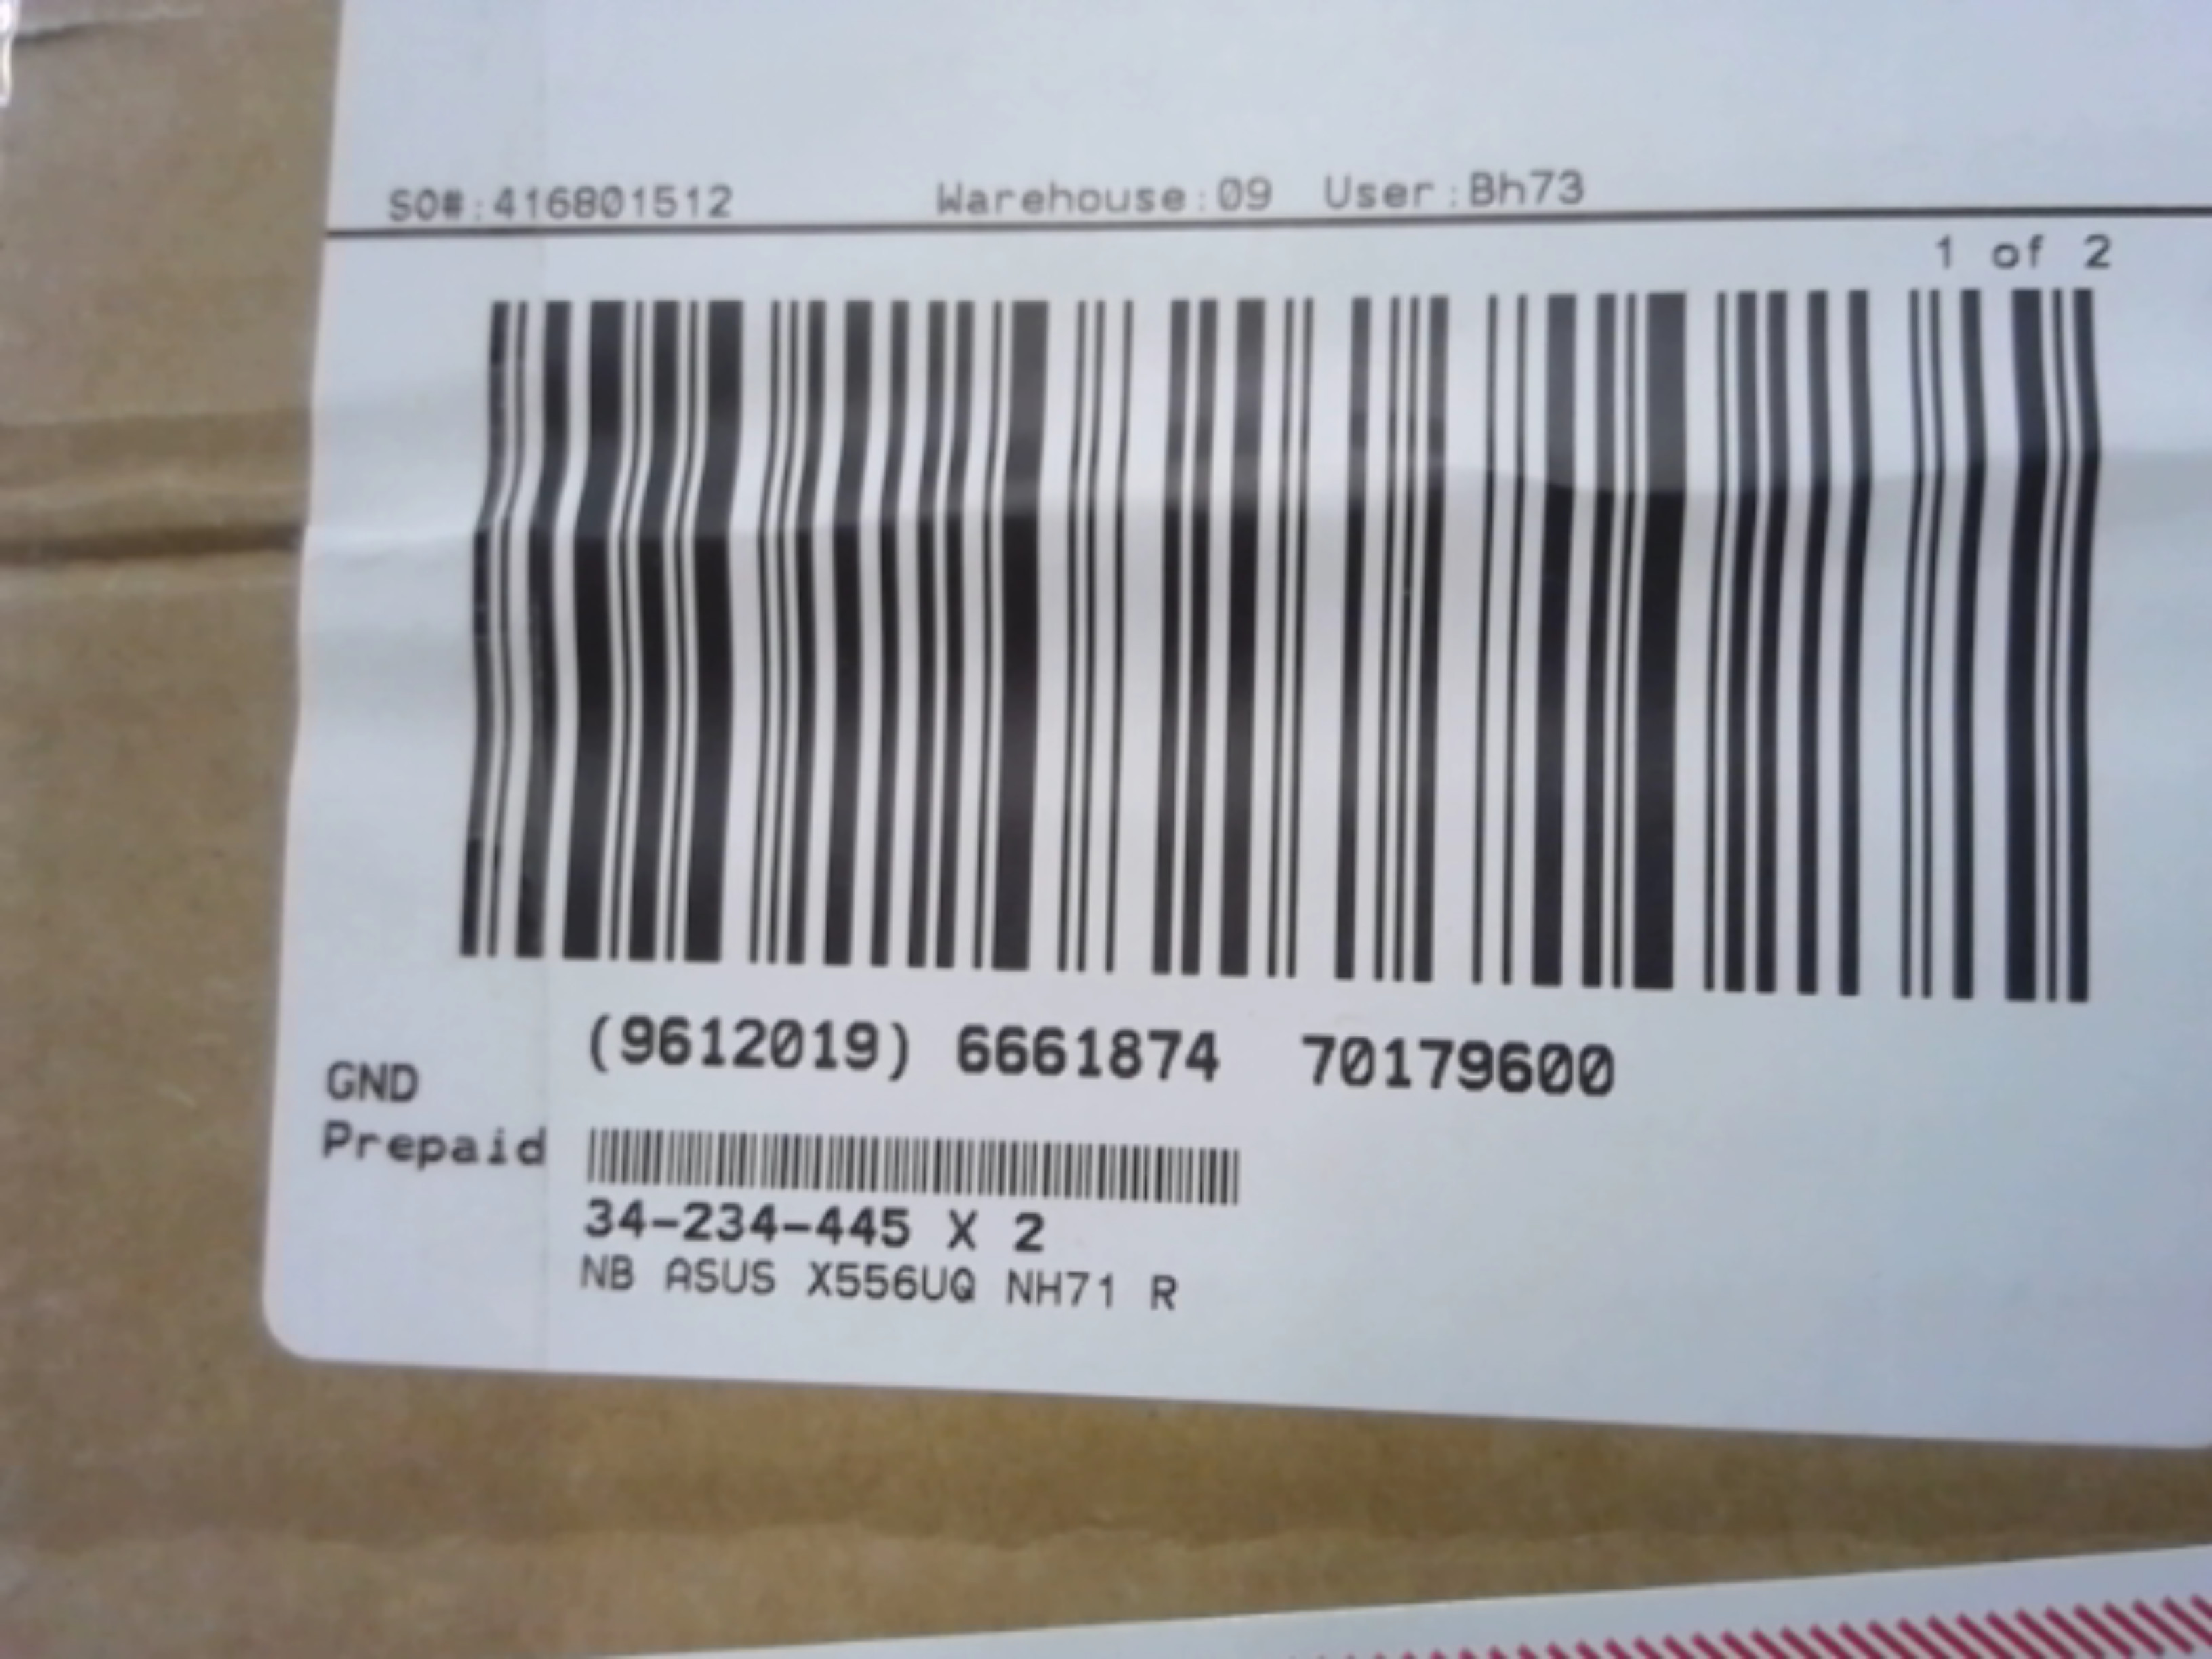 SO#:416801512 Warehouse:09 User:Bh73
1 of 2
(9612019) 6661874 70179600
GND
Prepaid
34-234-445 X 2
NB ASUS X556UQ NH71 R